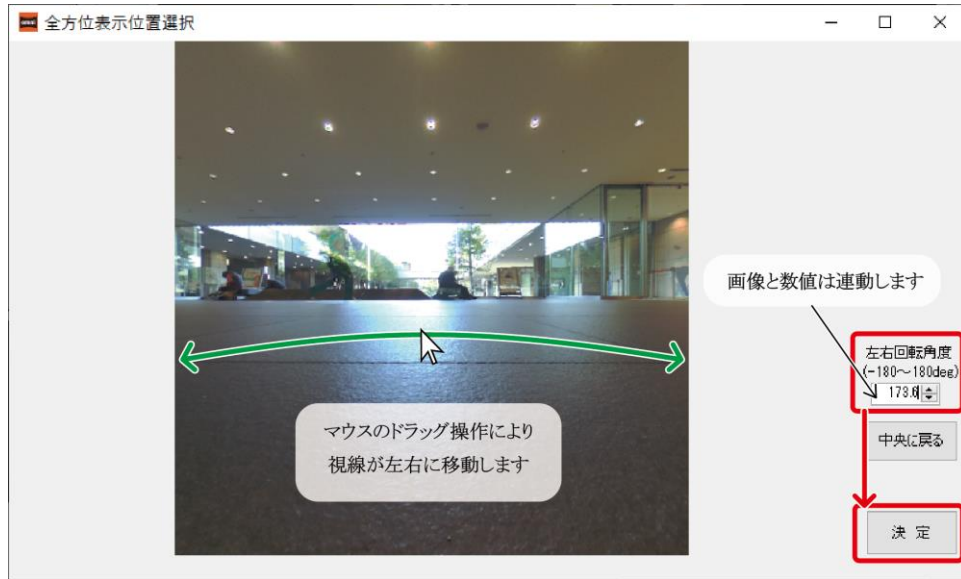 全方位表示位置選択
画像と数値は連動します
左右回転角度
(-180～180deg)
173.6
中央に戻る
マウスのドラッグ操作により
視線が左右に移動します
決 定